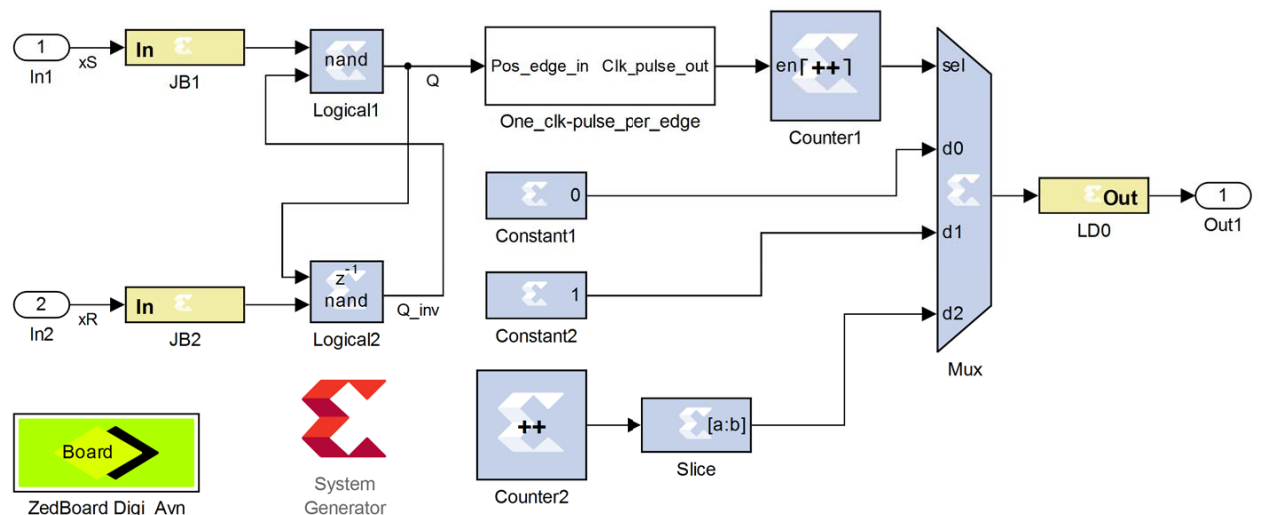 1
In1
xS
In
JB1
nand
Logical1
Q
Pos_edge_in Clk_pulse_out
One_clk-pulse_per_edge
en ++
Counter1
sel
d0
d1
d2
Mux
0
Constant1
1
Constant2
Out
LD0
1
Out1
2
In2
xR
In
JB2
z-1
nand
Logical2
Q_inv
++
Counter2
[a:b]
Slice
Board
ZedBoard Digi_Avn
System
Generator